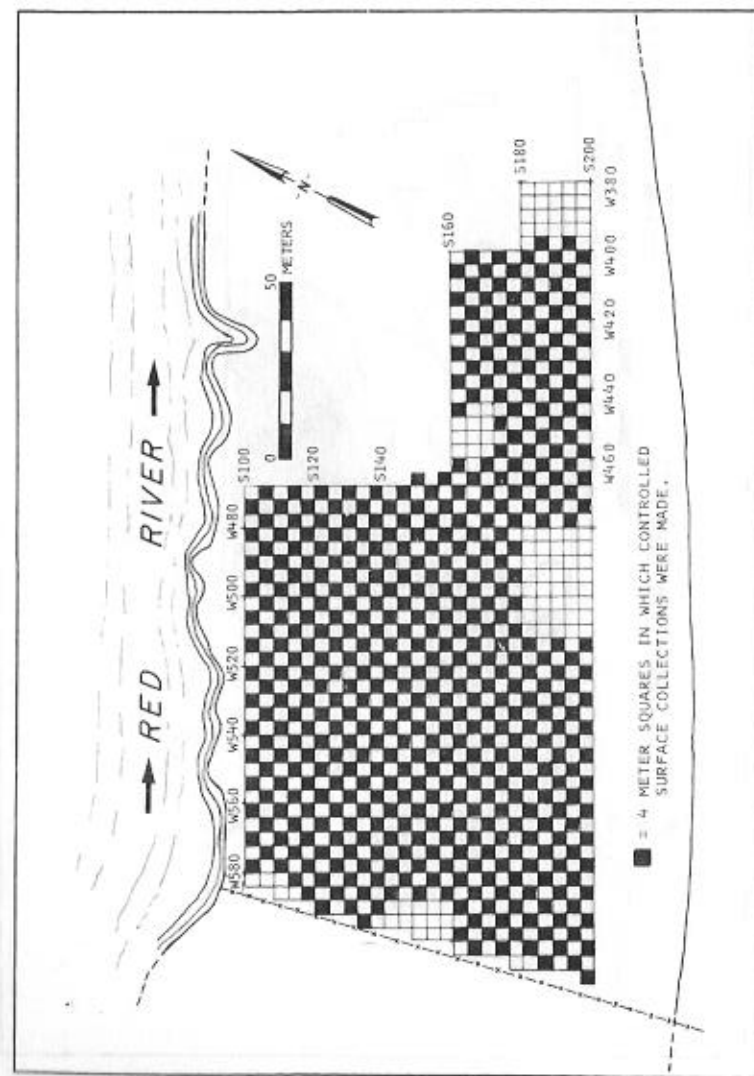 RED RIVER
N
0 50
METERS
S100
S120
S140
S160
S180
S200
W580
W560
W540
W520
W500
W480
W460
W440
W420
W400
W380
■ = 4 METER SQUARES IN WHICH CONTROLLED
SURFACE COLLECTIONS WERE MADE.